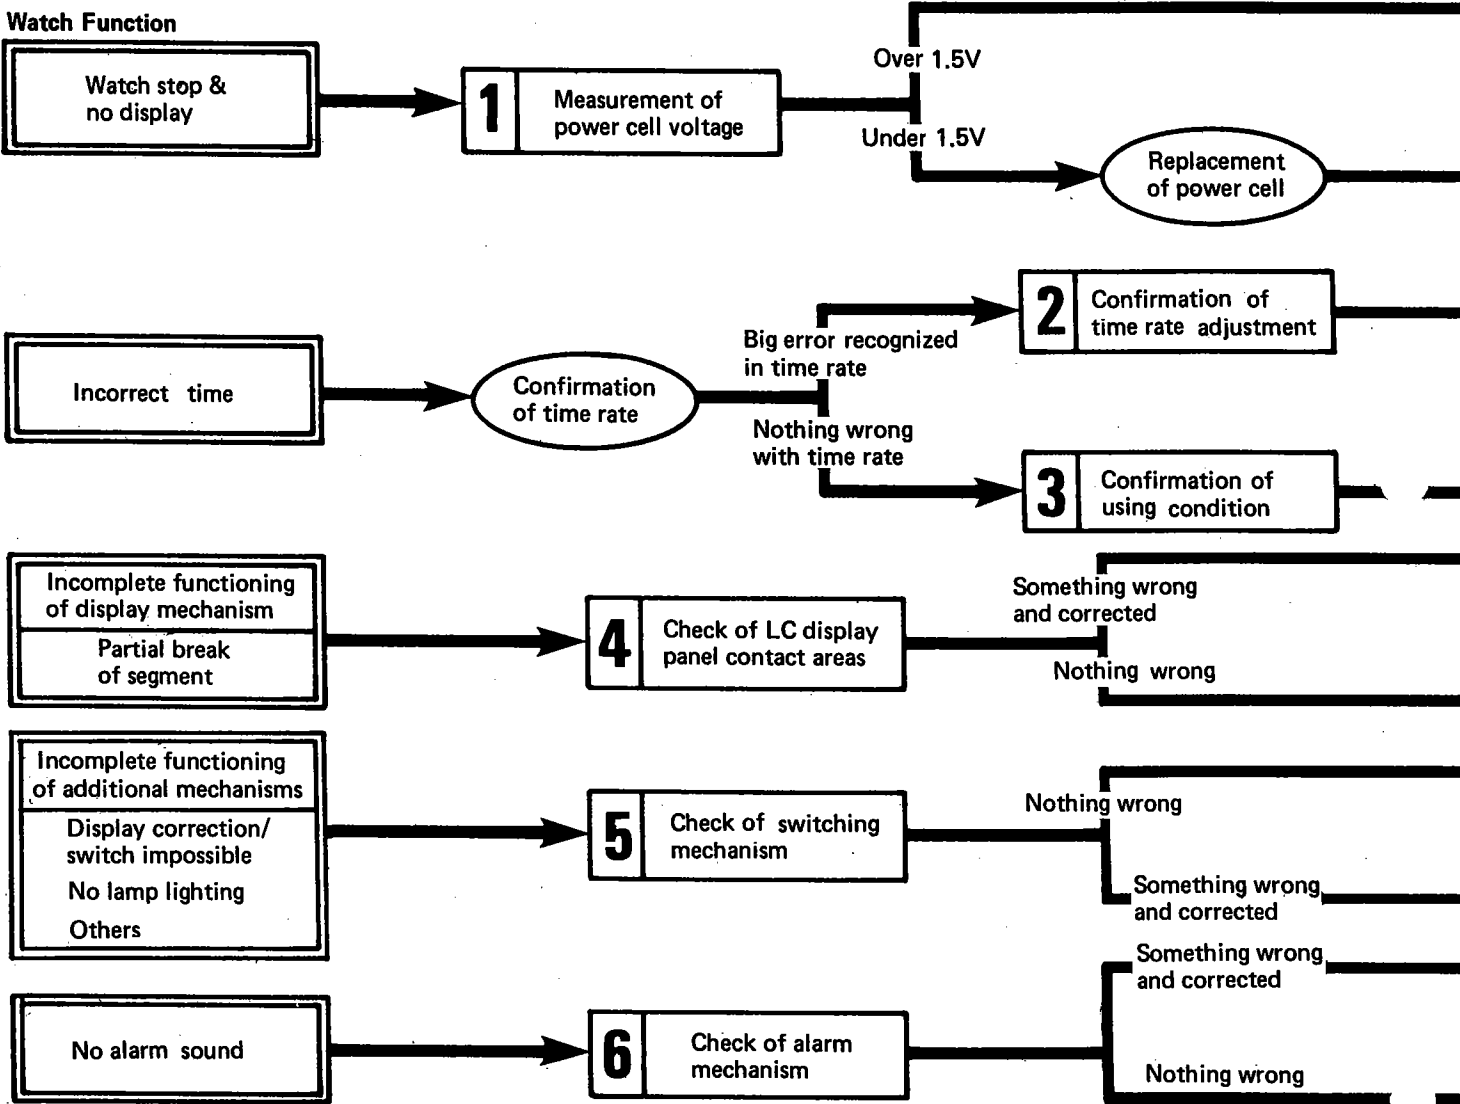 Watch Function
Watch stop &
no display
1
Measurement of
power cell voltage
Over 1.5V
Under 1.5V
Replacement
of power cell
Incorrect time
Confirmation
of time rate
Big error recognized
in time rate
Nothing wrong
with time rate
2
Confirmation of
time rate adjustment
3
Confirmation of
using condition
Incomplete functioning
of display mechanism
Partial break
of segment
4
Check of LC display
panel contact areas
Something wrong
and corrected
Nothing wrong
Incomplete functioning
of additional mechanisms
Display correction/
switch impossible
No lamp lighting
Others
5
Check of switching
mechanism
Nothing wrong
Something wrong
and corrected
No alarm sound
6
Check of alarm
mechanism
Something wrong
and corrected
Nothing wrong